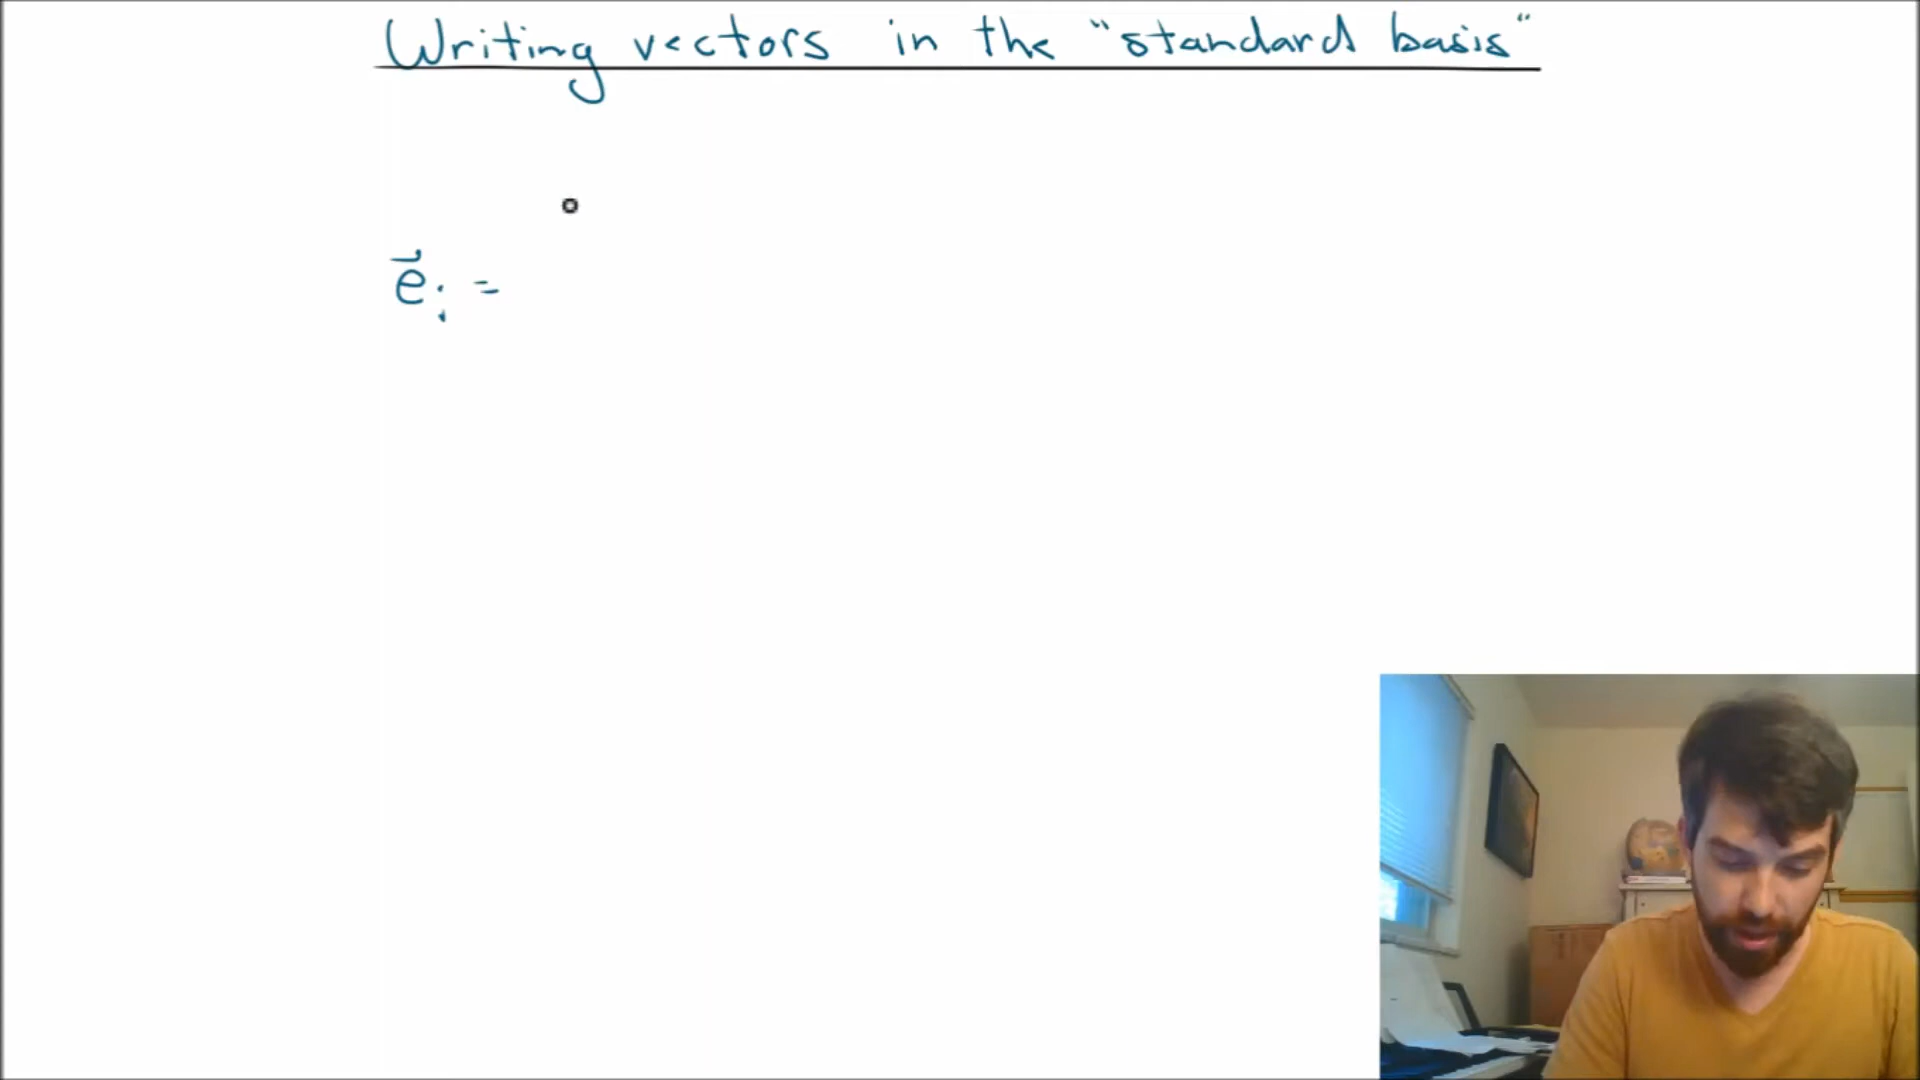 Writing vectors in the "standard basis"
e⃗ᵢ =